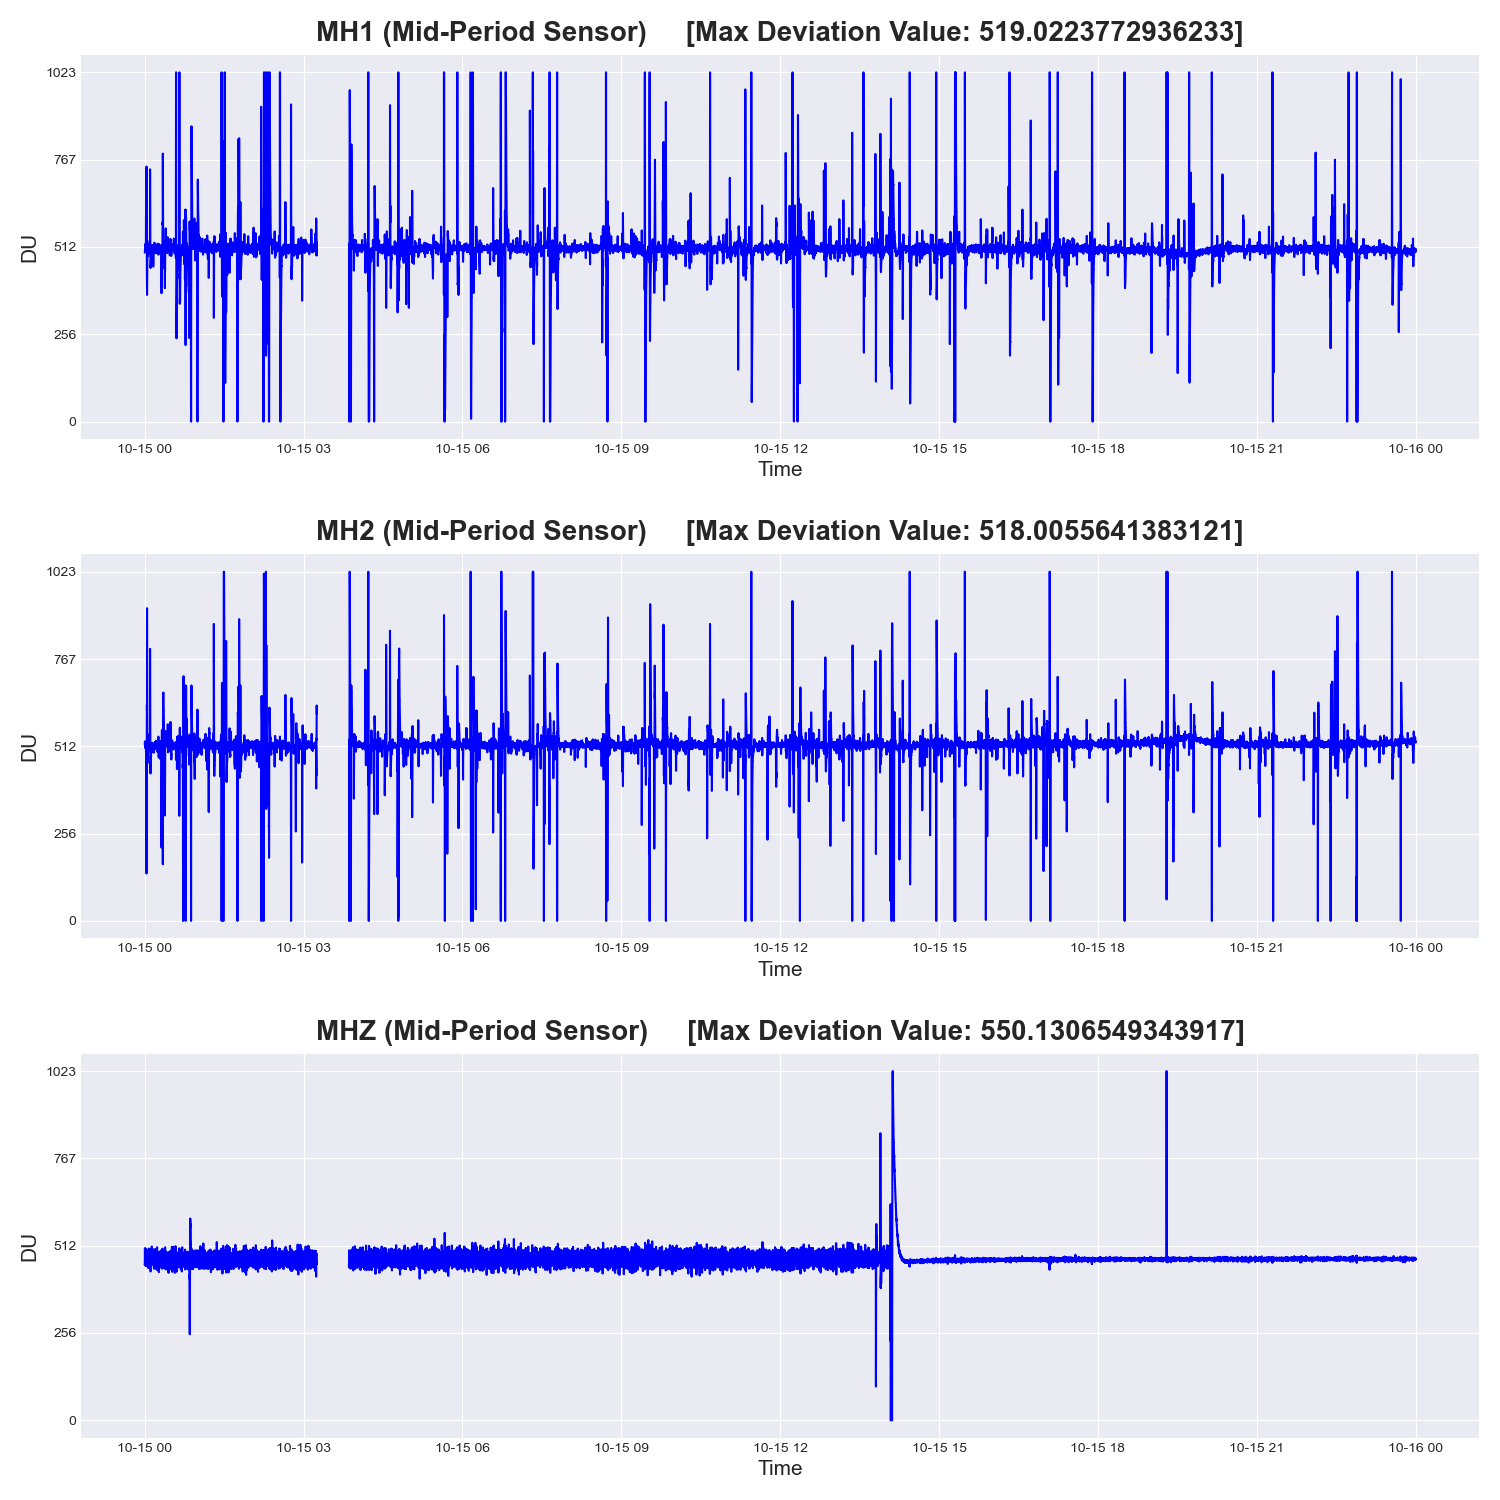 MH1 (Mid-Period Sensor)     [Max Deviation Value: 519.0223772936233]
1023
767
512
256
0
DU
10-15 00 10-15 03 10-15 06 10-15 09 10-15 12 10-15 15 10-15 18 10-15 21 10-16 00
Time
MH2 (Mid-Period Sensor)     [Max Deviation Value: 518.0055641383121]
1023
767
512
256
0
DU
10-15 00 10-15 03 10-15 06 10-15 09 10-15 12 10-15 15 10-15 18 10-15 21 10-16 00
Time
MHZ (Mid-Period Sensor)     [Max Deviation Value: 550.1306549343917]
1023
767
512
256
0
DU
10-15 00 10-15 03 10-15 06 10-15 09 10-15 12 10-15 15 10-15 18 10-15 21 10-16 00
Time